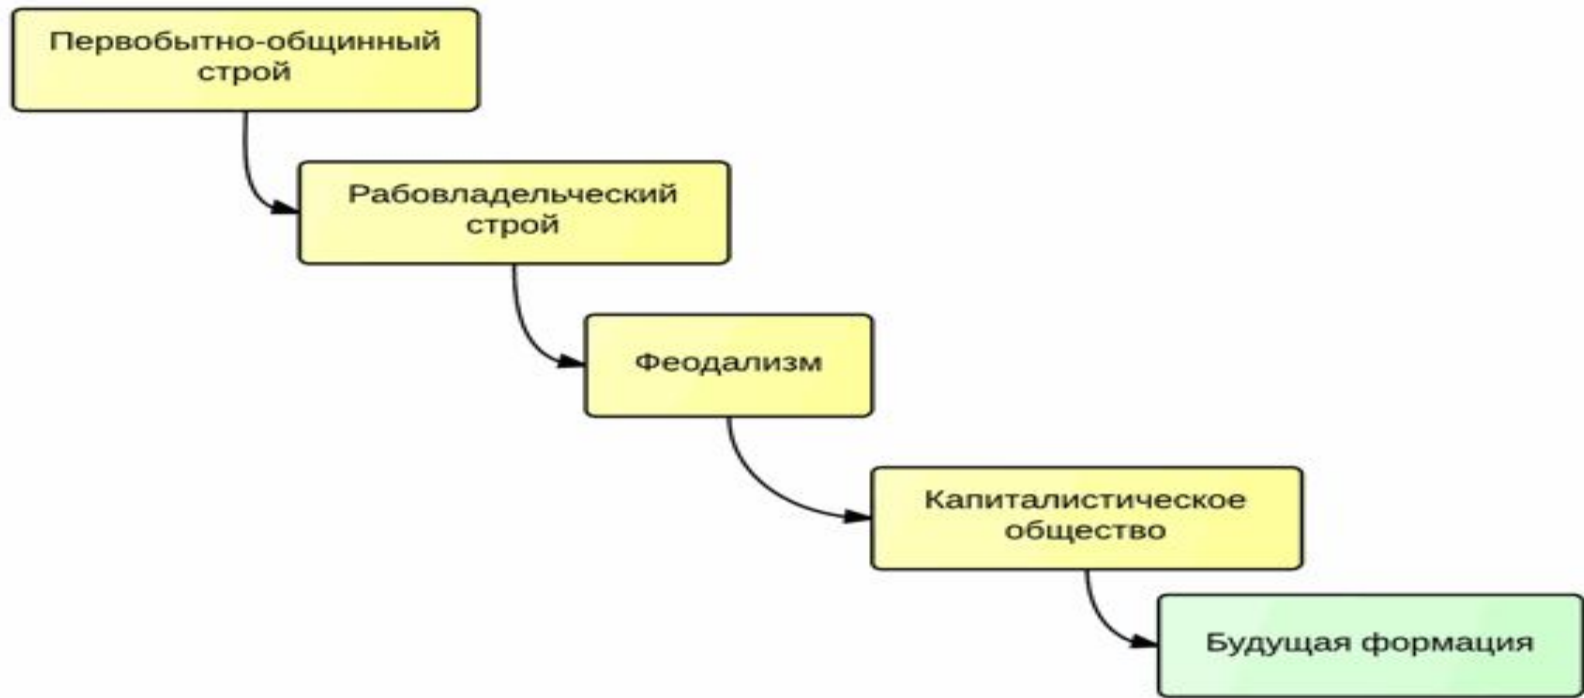 Первобытно-общинный
строй
Рабовладельческий
строй
Феодализм
Капиталистическое
общество
Будущая формация